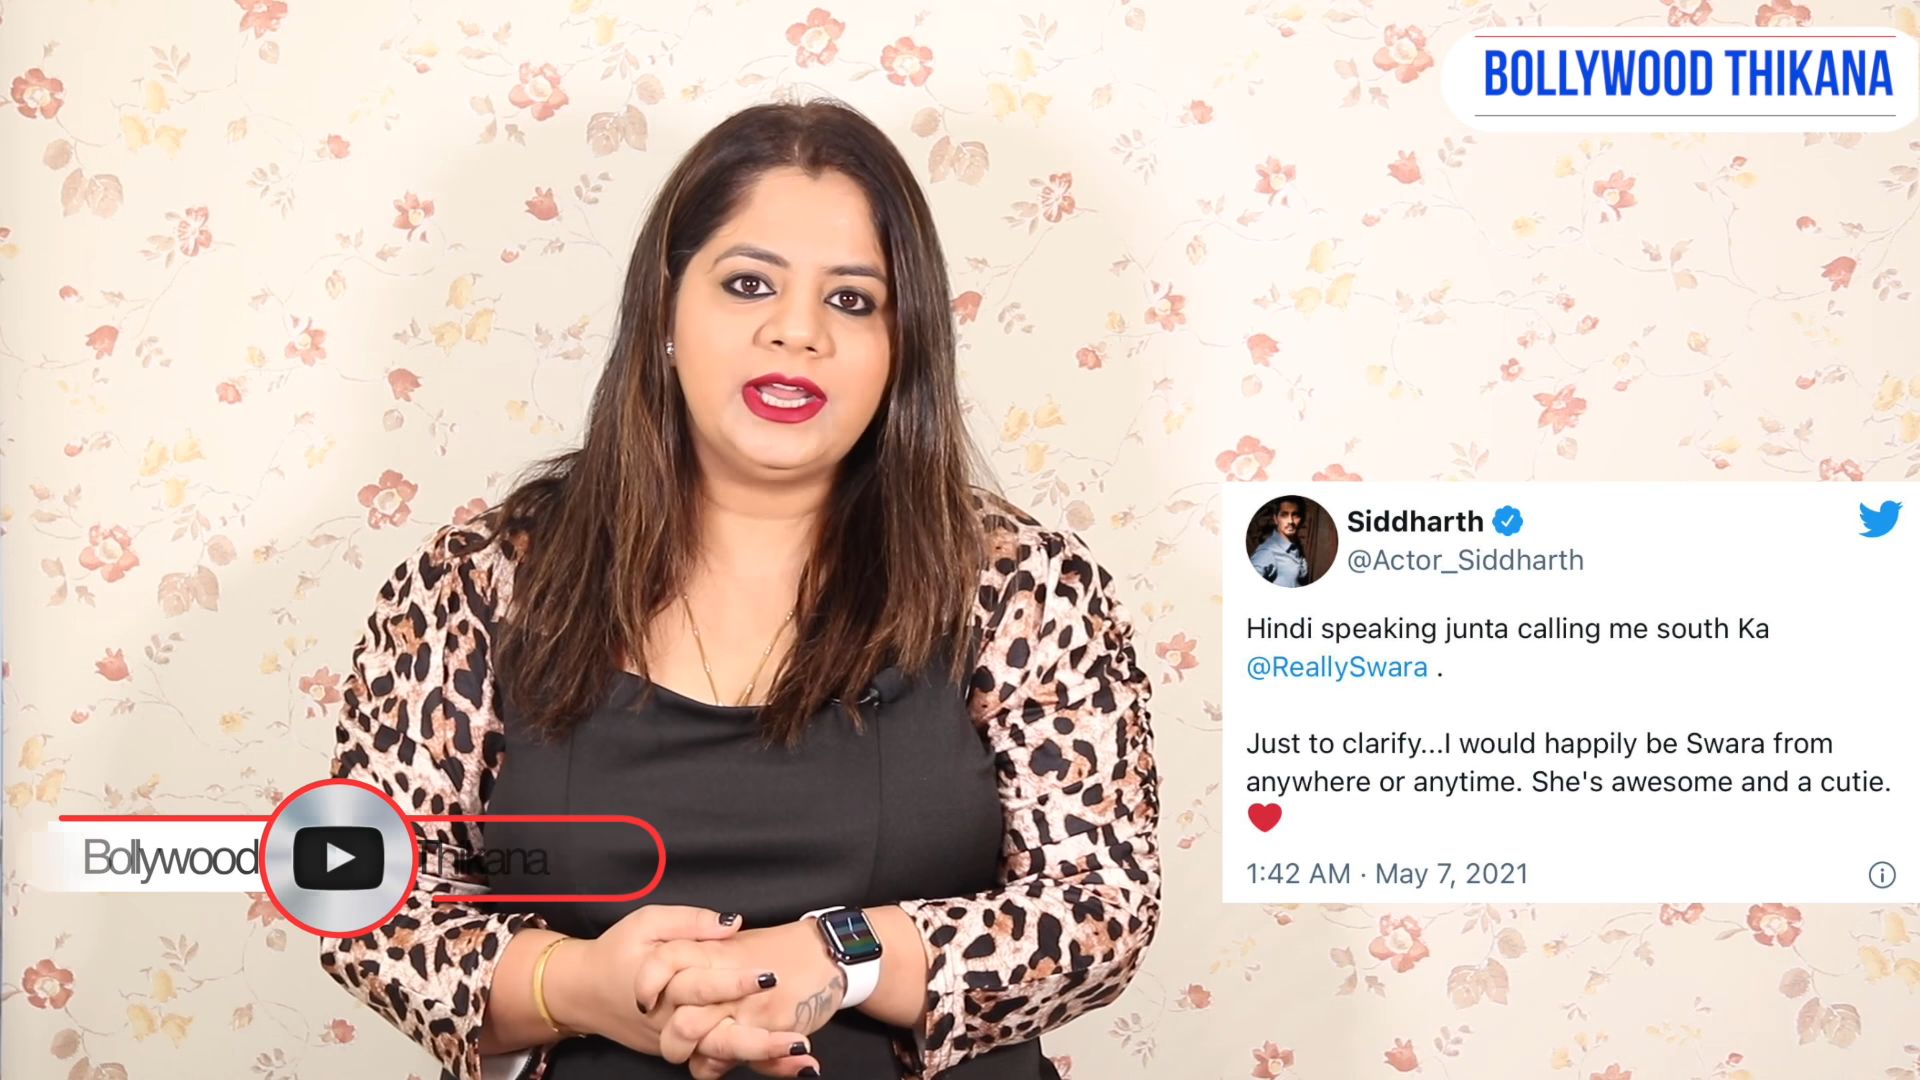 BOLLYWOOD THIKANA
Siddharth
@Actor_Siddharth
Hindi speaking junta calling me south Ka
@ReallySwara .
Just to clarify...I would happily be Swara from
anywhere or anytime. She's awesome and a cutie.
❤️
1:42 AM · May 7, 2021
Bollywood Thikana